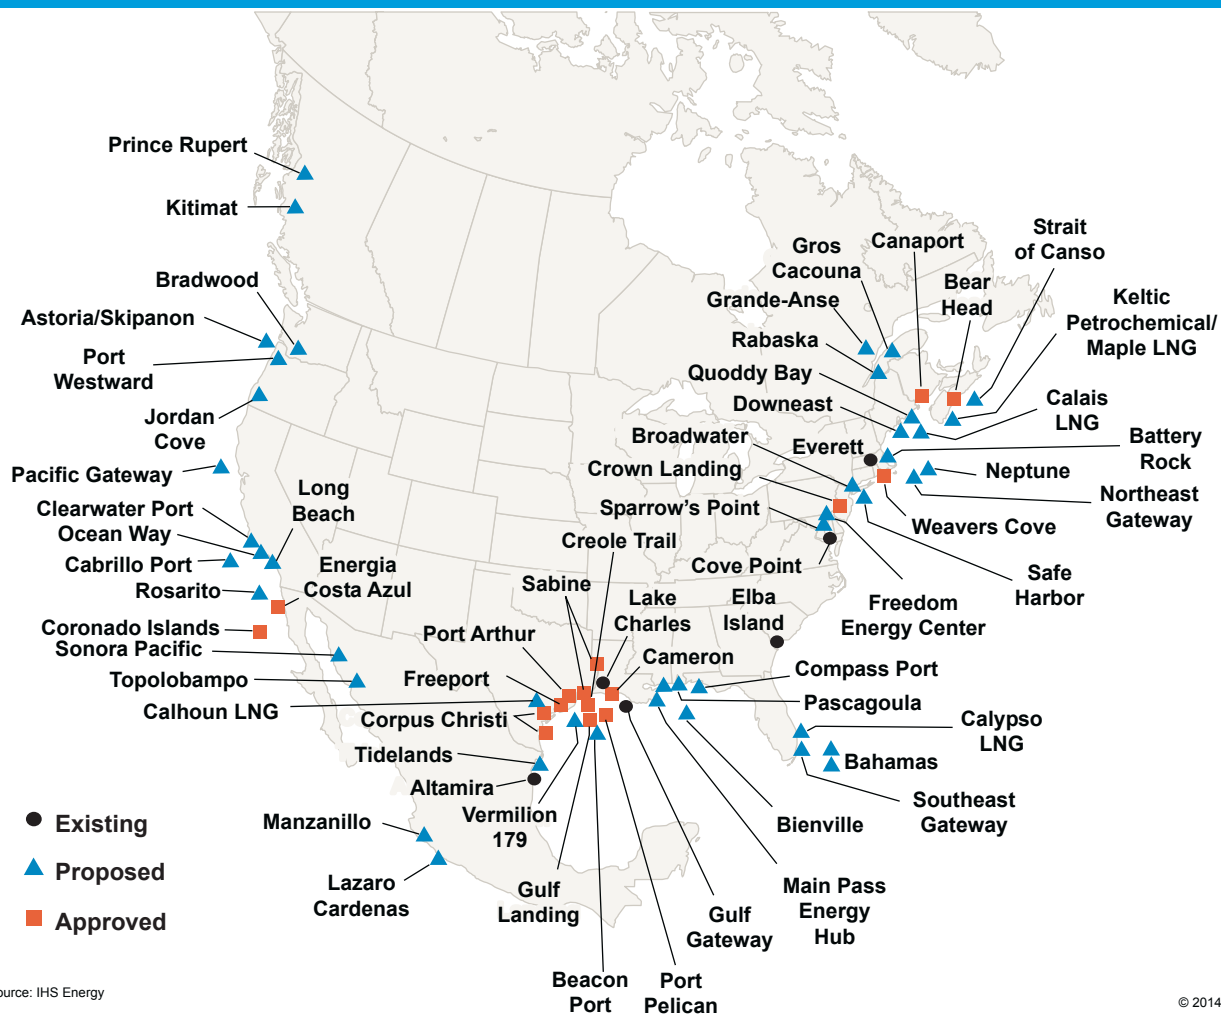 Prince Rupert
Kitimat
Bradwood
Astoria/Skipanon
Port
Westward
Jordan
Cove
Pacific Gateway
Long
Beach
Clearwater Port
Ocean Way
Cabrillo Port
Rosarito
Energia
Costa Azul
Coronado Islands
Sonora Pacific
Topolobampo
Calhoun LNG
Port Arthur
Freeport
Corpus Christi
Tidelands
Altamira
Vermilion
179
Manzanillo
Lazaro
Cardenas
Gulf
Landing
Beacon
Port
Port
Pelican
Gulf
Gateway
Main Pass
Energy
Hub
Bienville
Southeast
Gateway
Bahamas
Calypso
LNG
Pascagoula
Compass Port
Cameron
Lake
Charles
Sabine
Creole Trail
Elba
Island
Cove Point
Freedom
Energy Center
Safe
Harbor
Sparrow's Point
Crown Landing
Broadwater
Everett
Weavers Cove
Northeast
Gateway
Neptune
Battery
Rock
Calais
LNG
Downeast
Quoddy Bay
Rabaska
Grande-Anse
Gros
Cacouna
Canaport
Bear
Head
Strait
of Canso
Keltic
Petrochemical/
Maple LNG
Existing
Proposed
Approved
ource: IHS Energy
© 2014